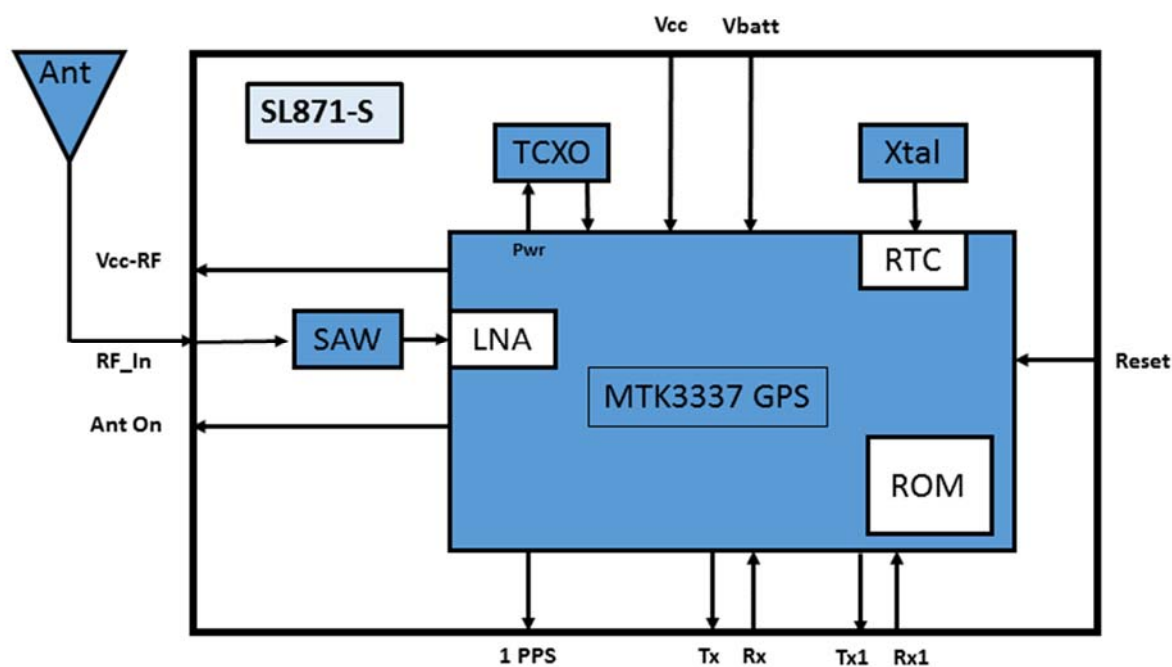 Vcc
Vbatt
Ant
SL871-S
TCXO
Xtal
Pwr
RTC
Vcc-RF
SAW
LNA
RF_In
Reset
MTK3337 GPS
Ant On
ROM
1 PPS
Tx
Rx
Tx1
Rx1